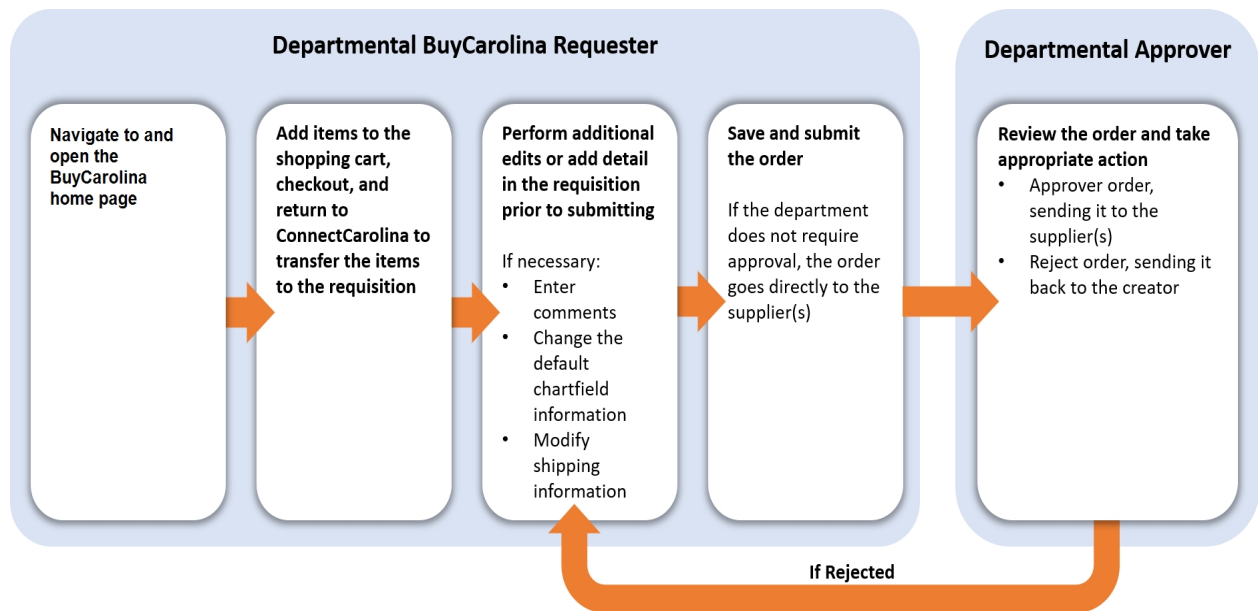 Departmental BuyCarolina Requester
Departmental Approver
Navigate to and
open the
BuyCarolina
home page
Add items to the
shopping cart,
checkout, and
return to
ConnectCarolina to
transfer the items
to the requisition
Perform additional
edits or add detail
in the requisition
prior to submitting
If necessary:
• Enter
comments
• Change the
default
chartfield
information
• Modify
shipping
information
Save and submit
the order
If the department
does not require
approval, the order
goes directly to the
supplier(s)
Review the order and take
appropriate action
• Approver order,
sending it to the
supplier(s)
• Reject order, sending it
back to the creator
If Rejected